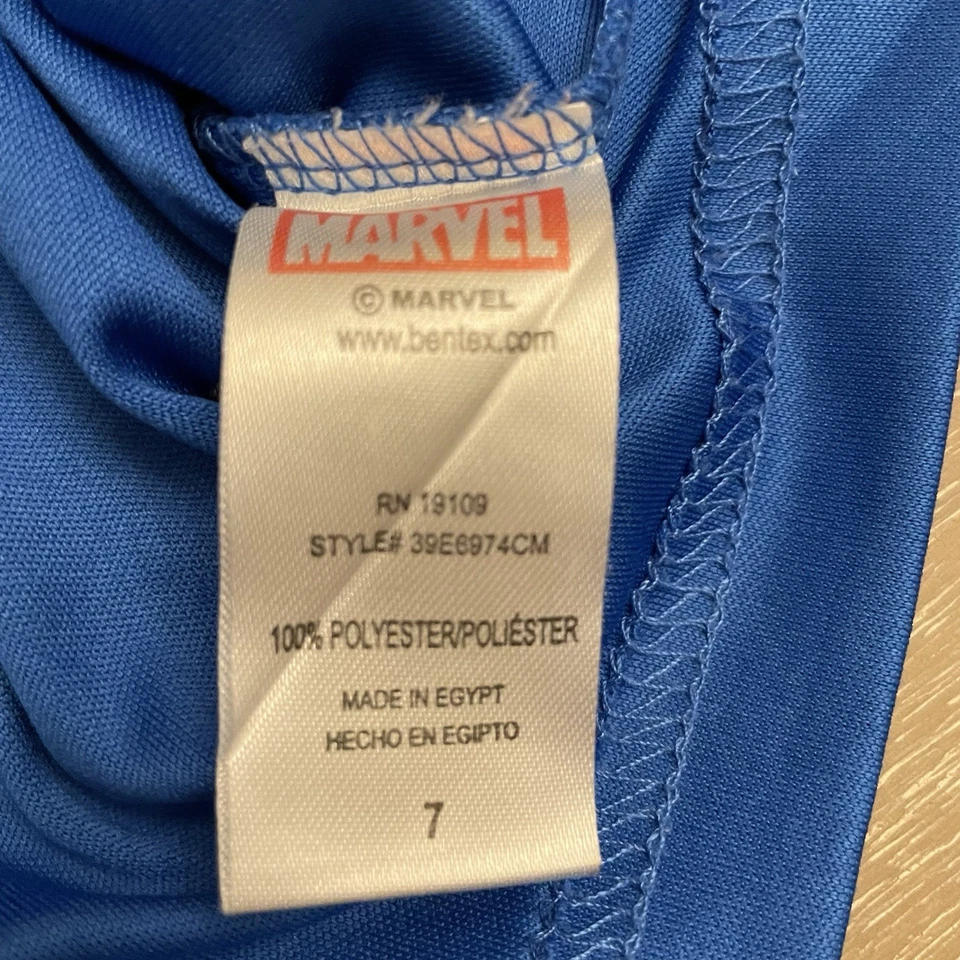 MARVEL
© MARVEL
www.bentex.com
RN 19109
STYLE# 39E6974CM
100% POLYESTER/POLIÉSTER
MADE IN EGYPT
HECHO EN EGIPTO
7